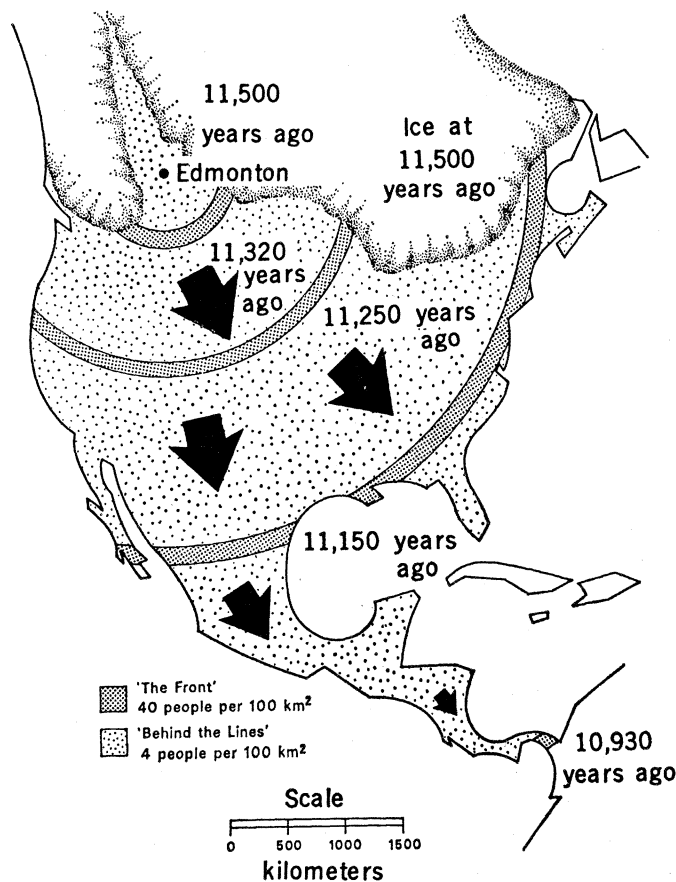 11,500
years ago
Ice at
11,500
years ago
Edmonton
11,320
years
ago
11,250 years
ago
11,150 years
ago
'The Front'
40 people per 100 km²
'Behind the Lines'
4 people per 100 km²
10,930
years ago
Scale
0 500 1000 1500
kilometers